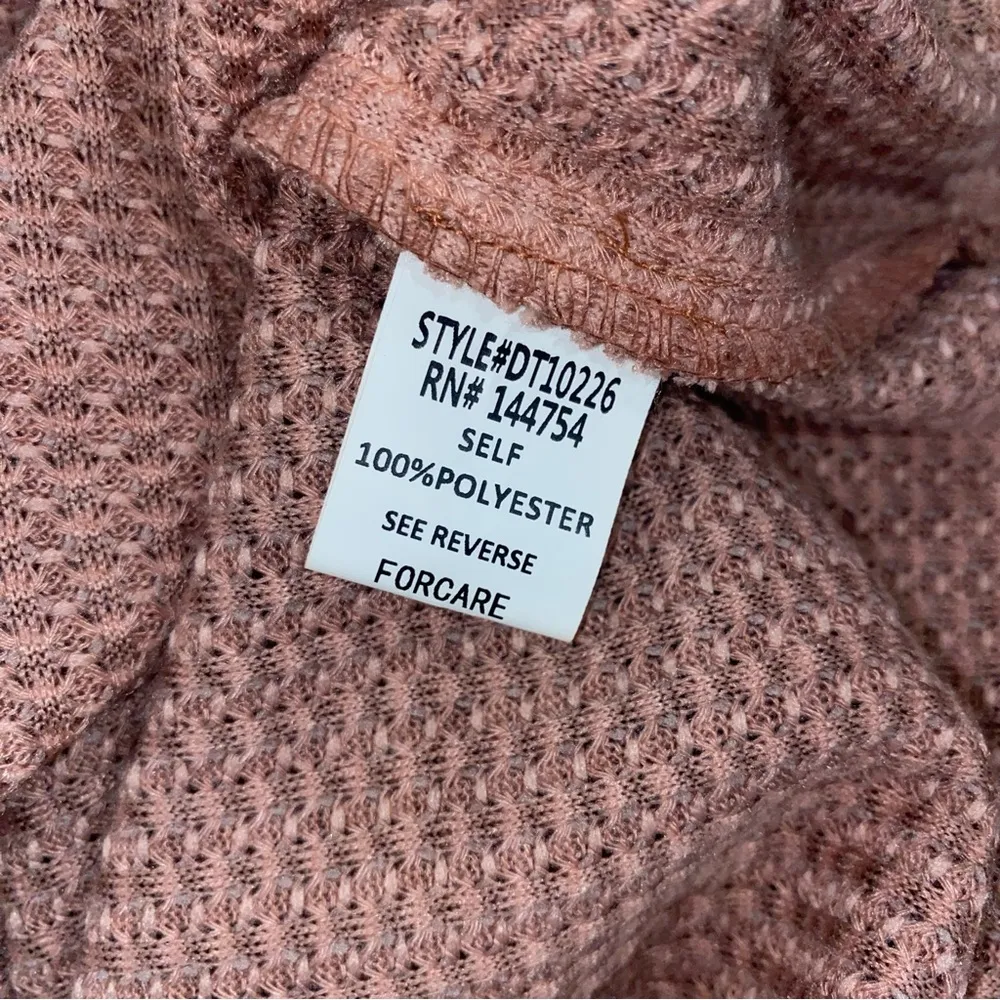 STYLE#DT10226
RN# 144754
SELF
100%POLYESTER
SEE REVERSE
FORCARE